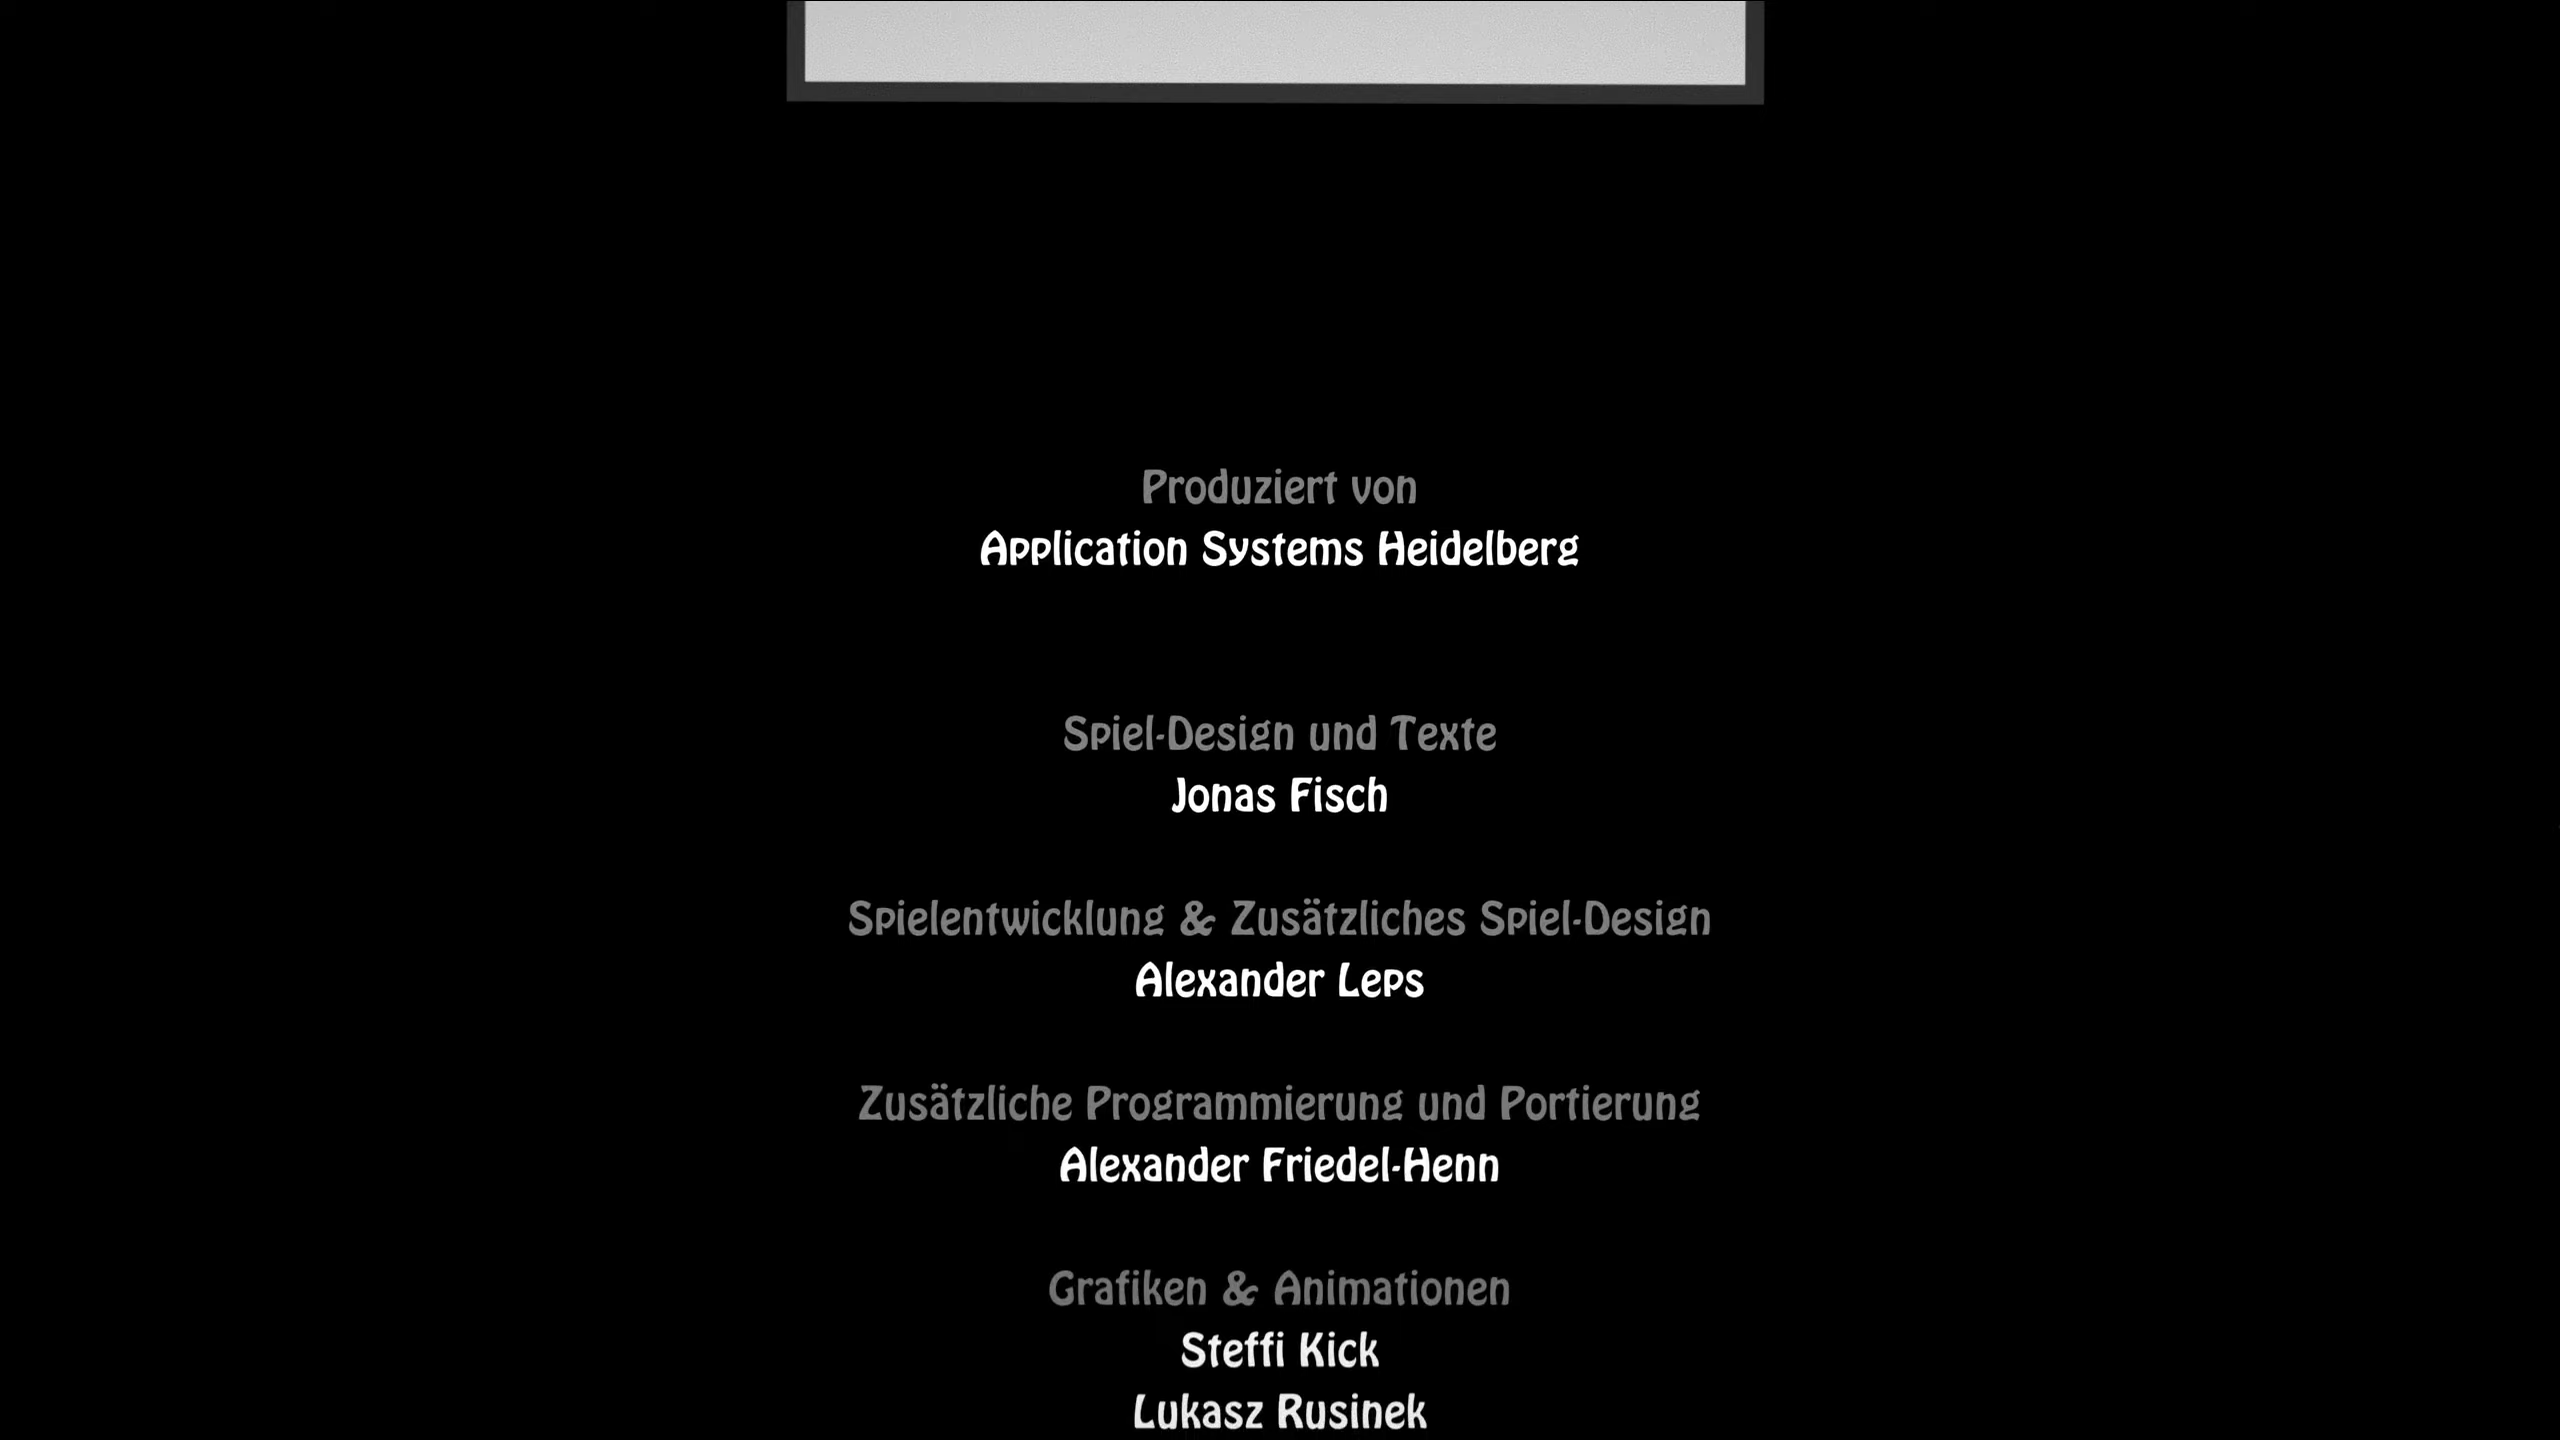 Produziert von
Application Systems Heidelberg
Spiel-Design und Texte
Jonas Fisch
Spielentwicklung & Zusätzliches Spiel-Design
Alexander Leps
Zusätzliche Programmierung und Portierung
Alexander Friedel-Henn
Grafiken & Animationen
Steffi Kick
Lukasz Rusinek